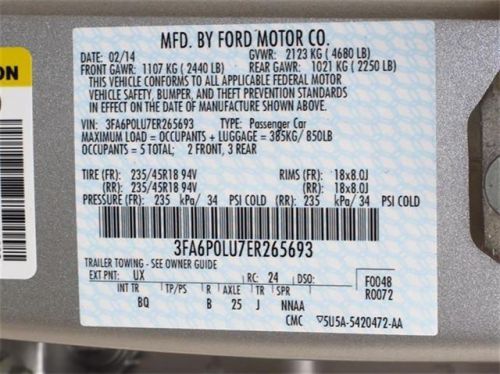 MFD. BY FORD MOTOR CO.
DATE: 02/14 GVWR: 2123 KG ( 4680 LB)
FRONT GAWR: 1107 KG ( 2440 LB) REAR GAWR: 1021 KG ( 2250 LB)
THIS VEHICLE CONFORMS TO ALL APPLICABLE FEDERAL MOTOR
VEHICLE SAFETY, BUMPER, AND THEFT PREVENTION STANDARDS
IN EFFECT ON THE DATE OF MANUFACTURE SHOWN ABOVE.
VIN: 3FA6P0LU7ER265693 TYPE: Passenger Car
MAXIMUM LOAD = OCCUPANTS + LUGGAGE = 385KG/ 850LB
OCCUPANTS = 5 TOTAL; 2 FRONT, 3 REAR
TIRE (FR): 235/45R18 94V RIMS (FR): 18x8.0J
(RR): 235/45R18 94V (RR): 18x8.0J
PRESSURE (FR): 235 kPa/ 34 PSI COLD (RR): 235 kPa/ 34 PSI COLD
3FA6P0LU7ER265693
TRAILER TOWING - SEE OWNER GUIDE
EXT PNT: UX RC: 24 DSO: F0048
INT TR TP/PS R AXLE TR SPR R0072
BQ B 25 J NNAA
CMC ▽5U5A-5420472-AA